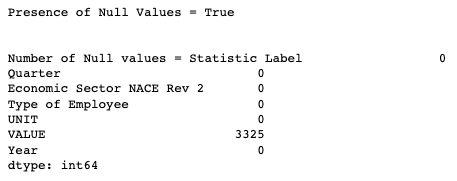 Presence of Null Values = True
Number of Null values = Statistic Label 0
Quarter 0
Economic Sector NACE Rev 2 0
Type of Employee 0
UNIT 0
VALUE 3325
Year 0
dtype: int64